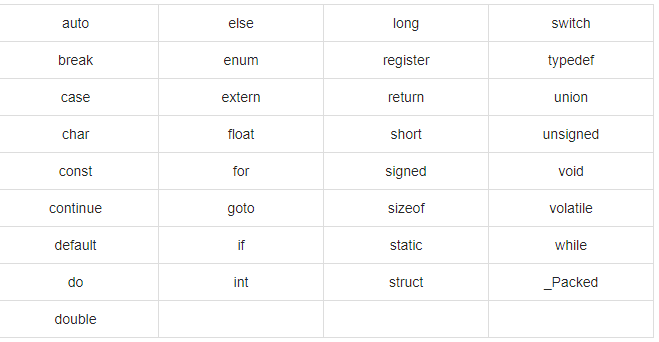 auto else long switch
break enum register typedef
case extern return union
char float short unsigned
const for signed void
continue goto sizeof volatile
default if static while
do int struct _Packed
double